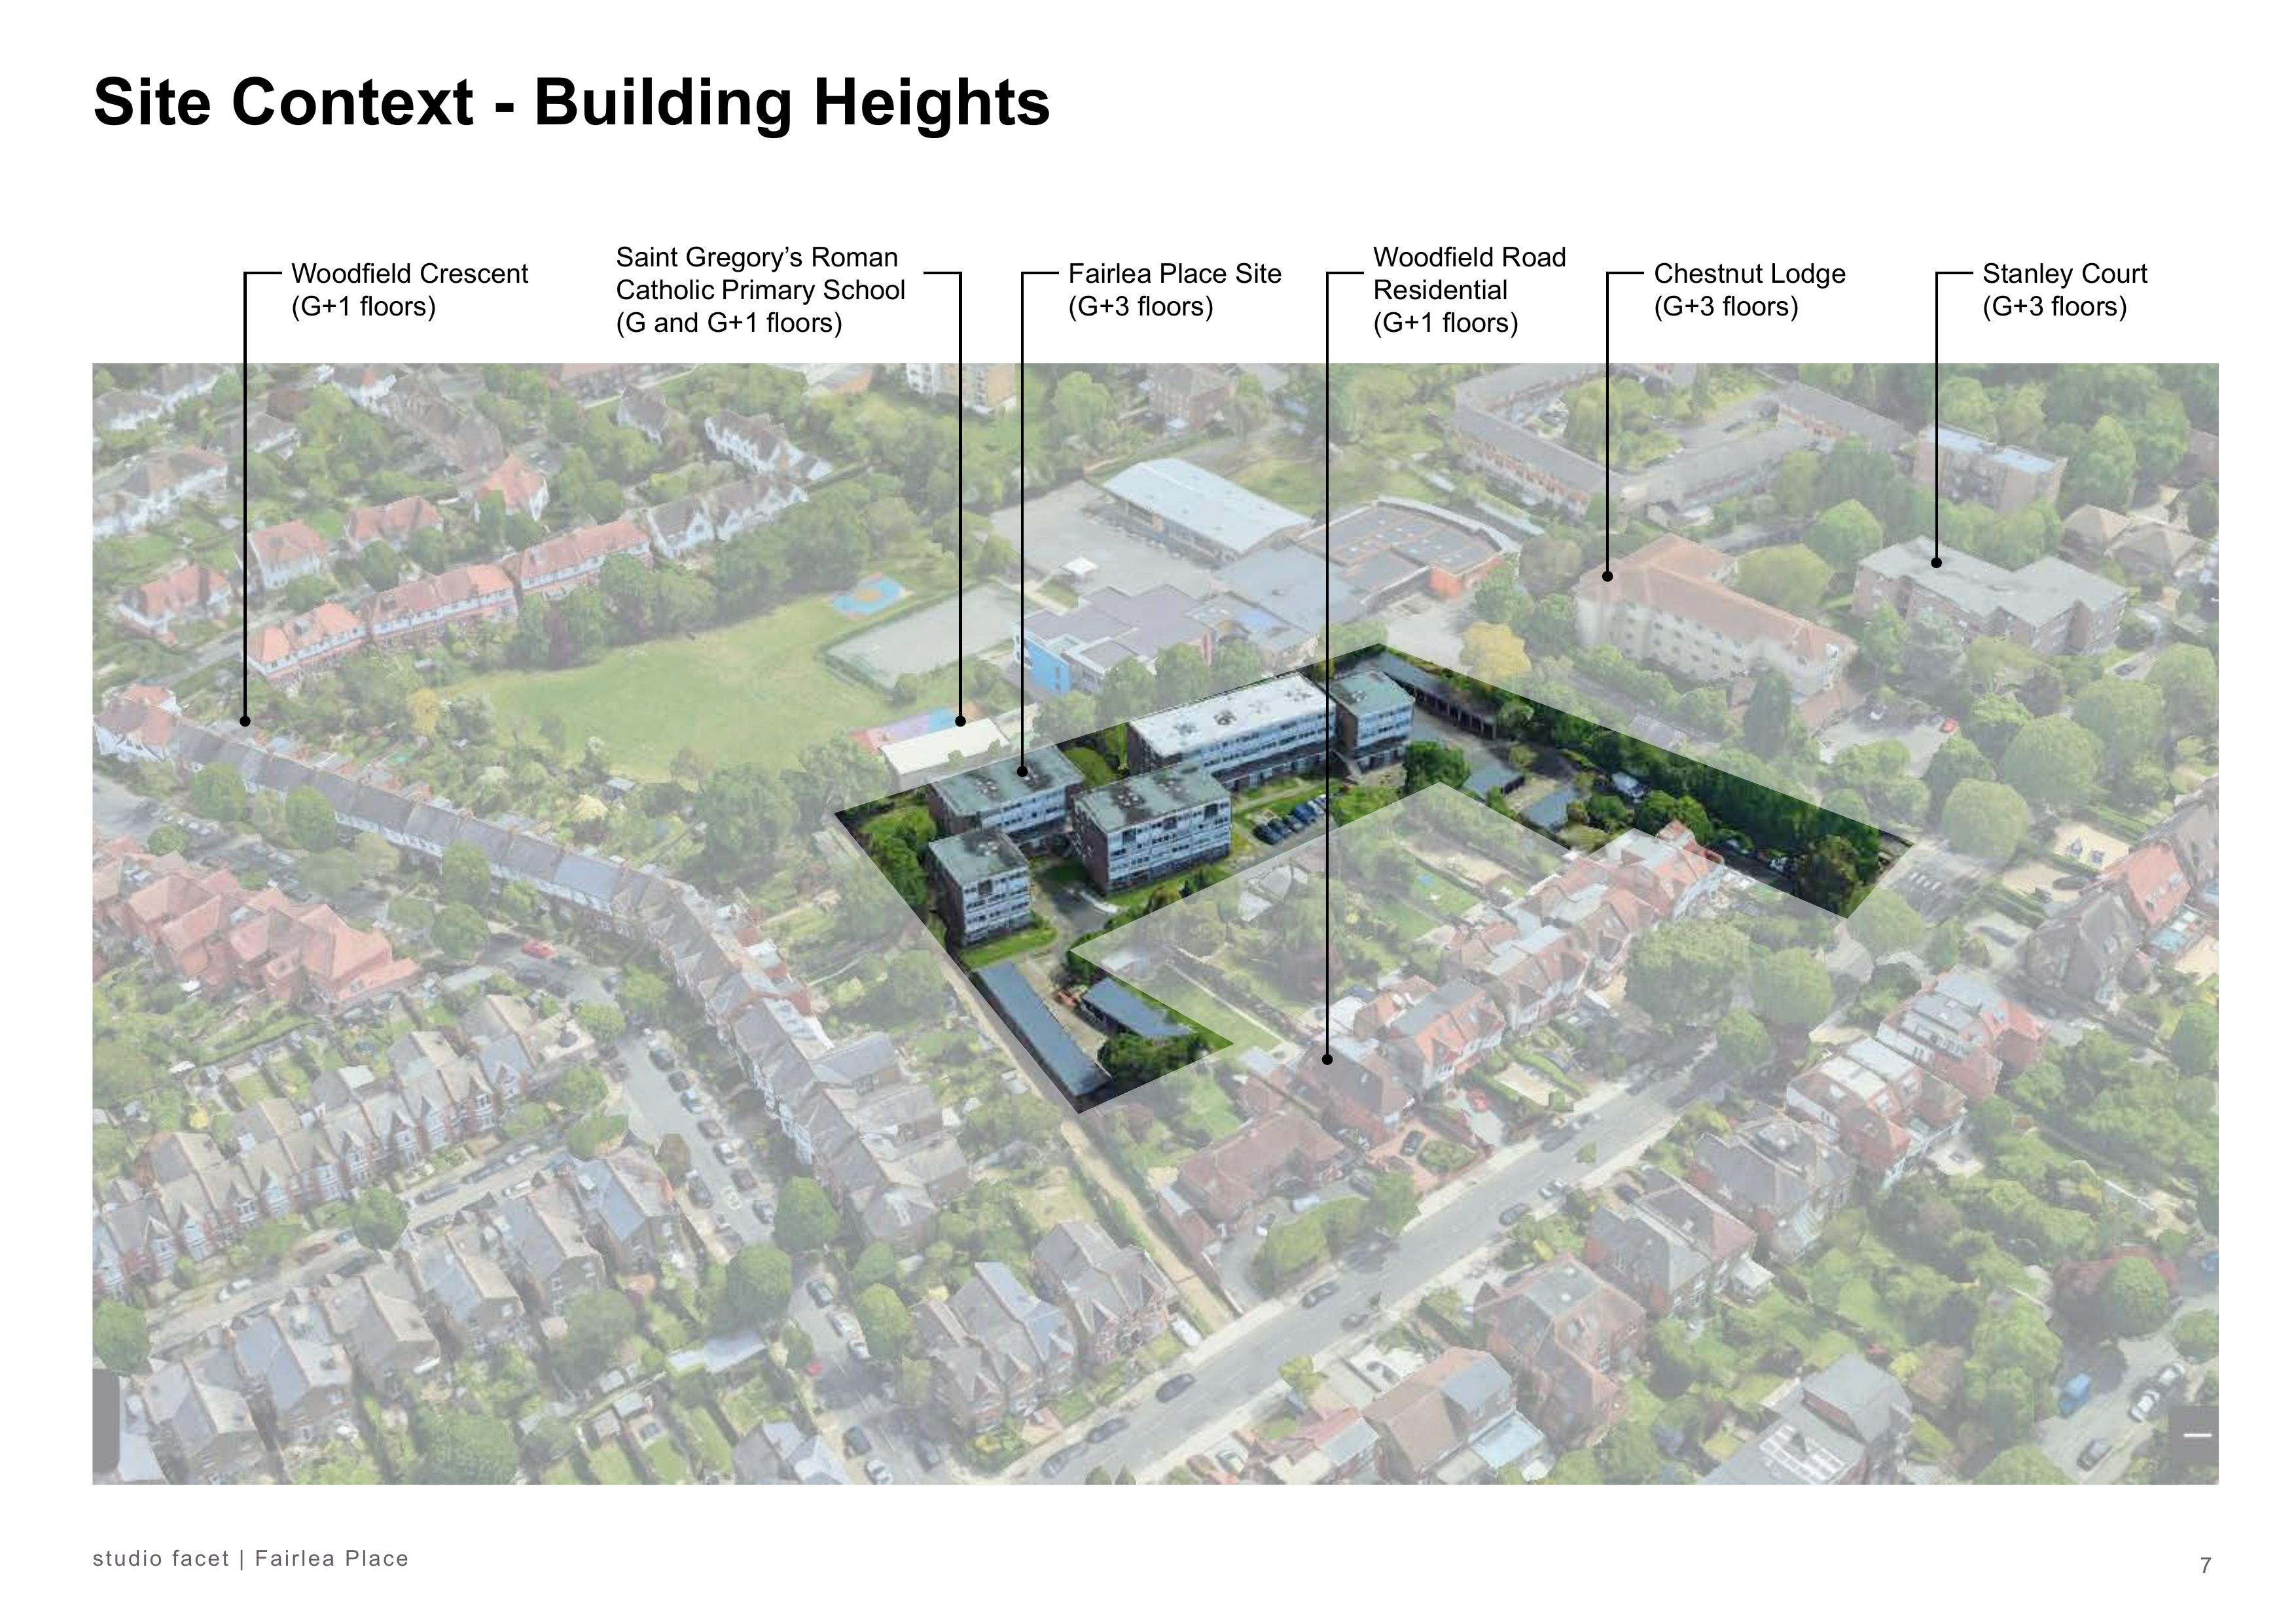 Site Context - Building Heights
Woodfield Crescent
(G+1 floors)
Saint Gregory’s Roman
Catholic Primary School
(G and G+1 floors)
Fairlea Place Site
(G+3 floors)
Woodfield Road
Residential
(G+1 floors)
Chestnut Lodge
(G+3 floors)
Stanley Court
(G+3 floors)
studio facet | Fairlea Place
7